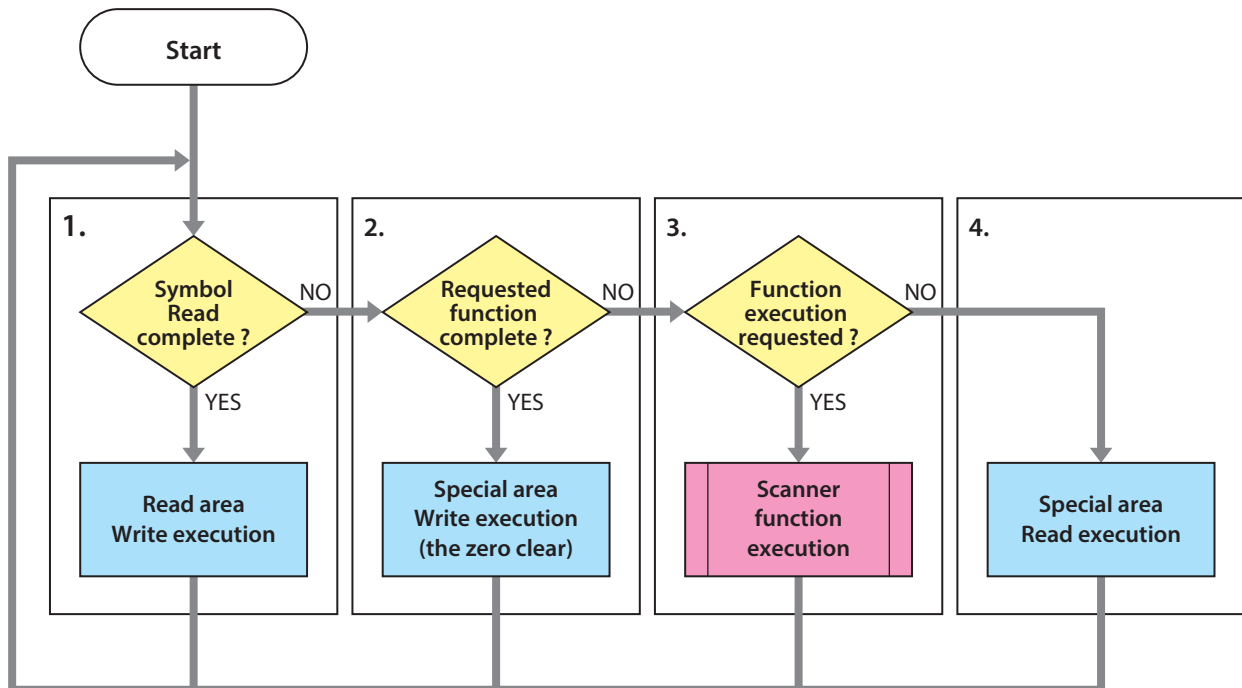 Start
1.
Symbol
Read
complete ?
NO
YES
Read area
Write execution
2.
Requested
function
complete ?
NO
YES
Special area
Write execution
(the zero clear)
3.
Function
execution
requested ?
NO
YES
Scanner
function
execution
4.
Special area
Read execution